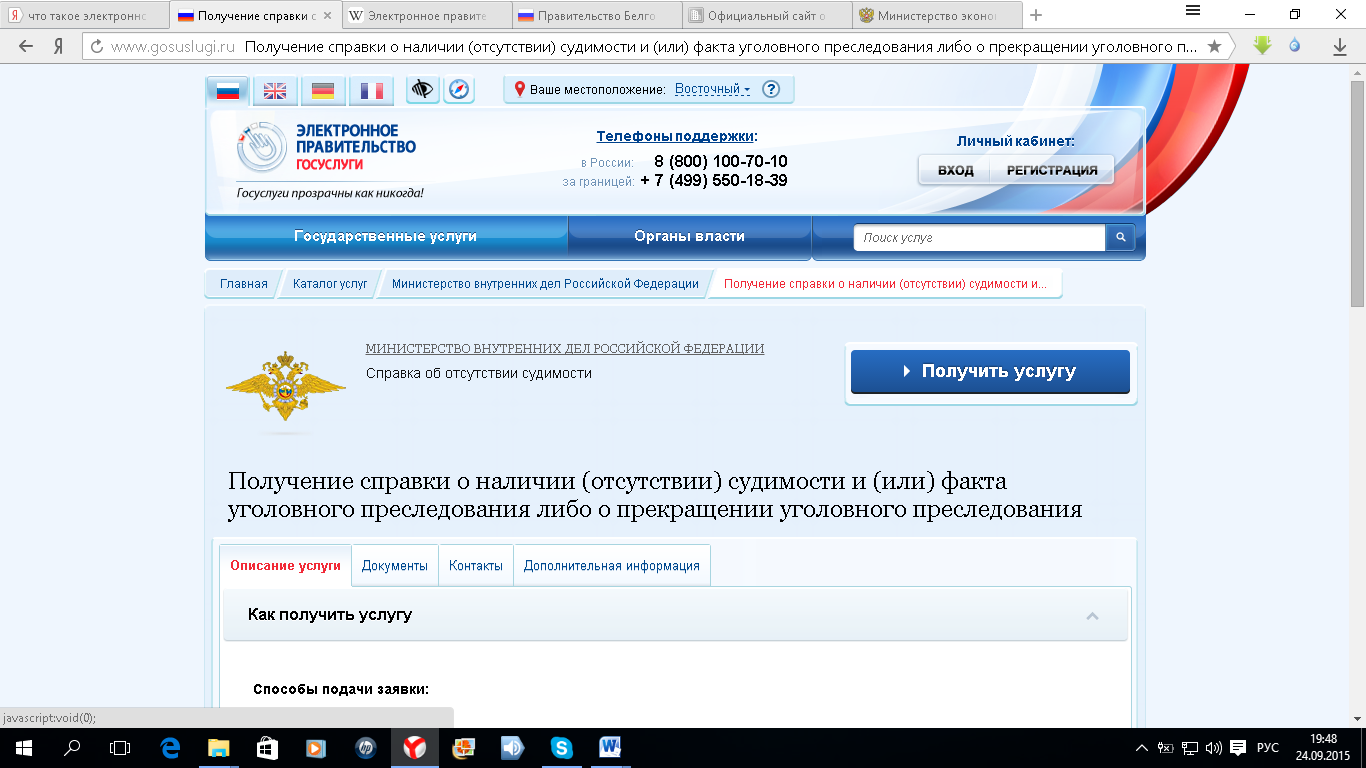 что такое электронно
Получение справки о
Электронное правите
Правительство Белго
Официальный сайт о
Министерство эконо
www.gosuslugi.ru Получение справки о наличии (отсутствии) судимости и (или) факта уголовного преследования либо о прекращении уголовного п...
Ваше местоположение: Восточный
ЭЛЕКТРОННОЕ
ПРАВИТЕЛЬСТВО
ГОСУСЛУГИ
Госуслуги прозрачны как никогда!
Телефоны поддержки:
в России: 8 (800) 100-70-10
за границей: + 7 (499) 550-18-39
Личный кабинет:
ВХОД РЕГИСТРАЦИЯ
Государственные услуги Органы власти Поиск услуг
Главная Каталог услуг Министерство внутренних дел Российской Федерации Получение справки о наличии (отсутствии) судимости и...
МИНИСТЕРСТВО ВНУТРЕННИХ ДЕЛ РОССИЙСКОЙ ФЕДЕРАЦИИ
Справка об отсутствии судимости
Получить услугу
Получение справки о наличии (отсутствии) судимости и (или) факта
уголовного преследования либо о прекращении уголовного преследования
Описание услуги Документы Контакты Дополнительная информация
Как получить услугу
Способы подачи заявки:
javascript:void(0);
РУС
19:48
24.09.2015